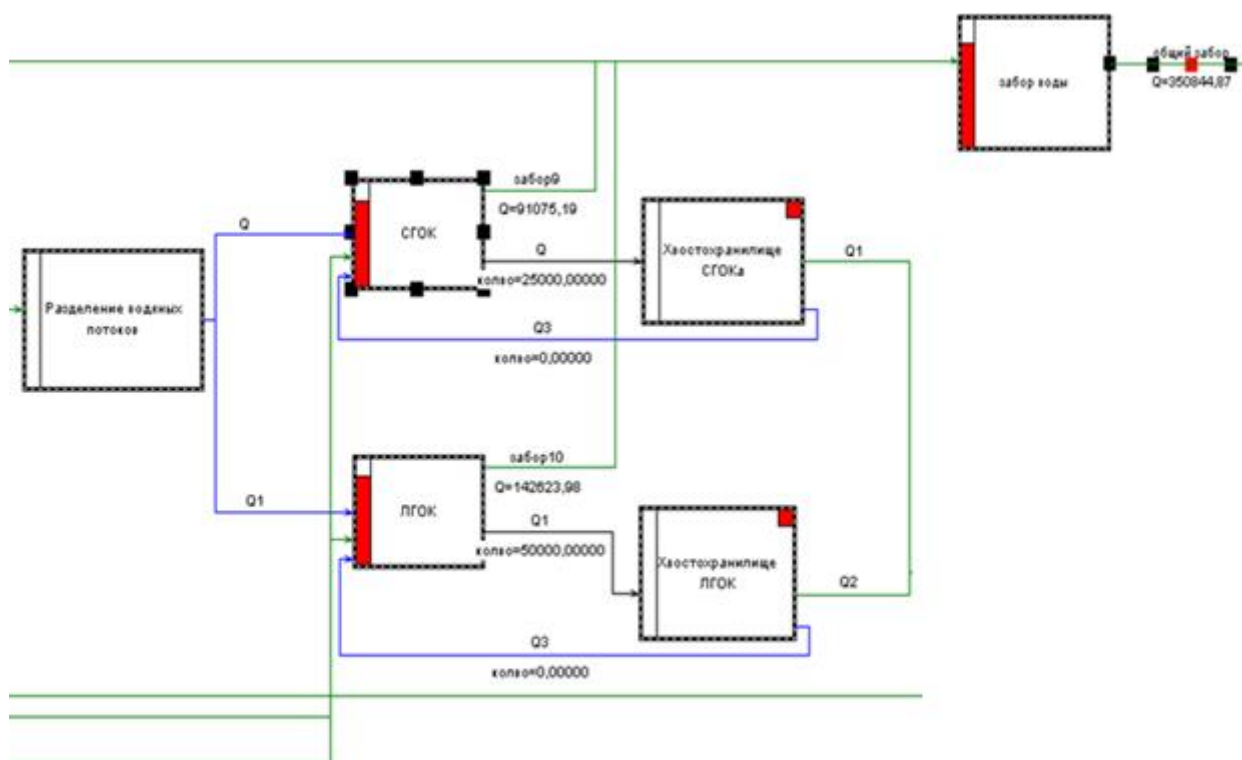 общий забор
Q=350844,87
забор воды
забор9
Q=91075,19
Q
СГОК
Q
колво=25000,00000
Хвостохранилище
СГОКа
Q1
Разделение водяных
потоков
Q3
колво=0,00000
забор10
Q=142623,98
Q1
ЛГОК
Q1
колво=50000,00000
Хвостохранилище
ЛГОК
Q2
Q3
колво=0,00000